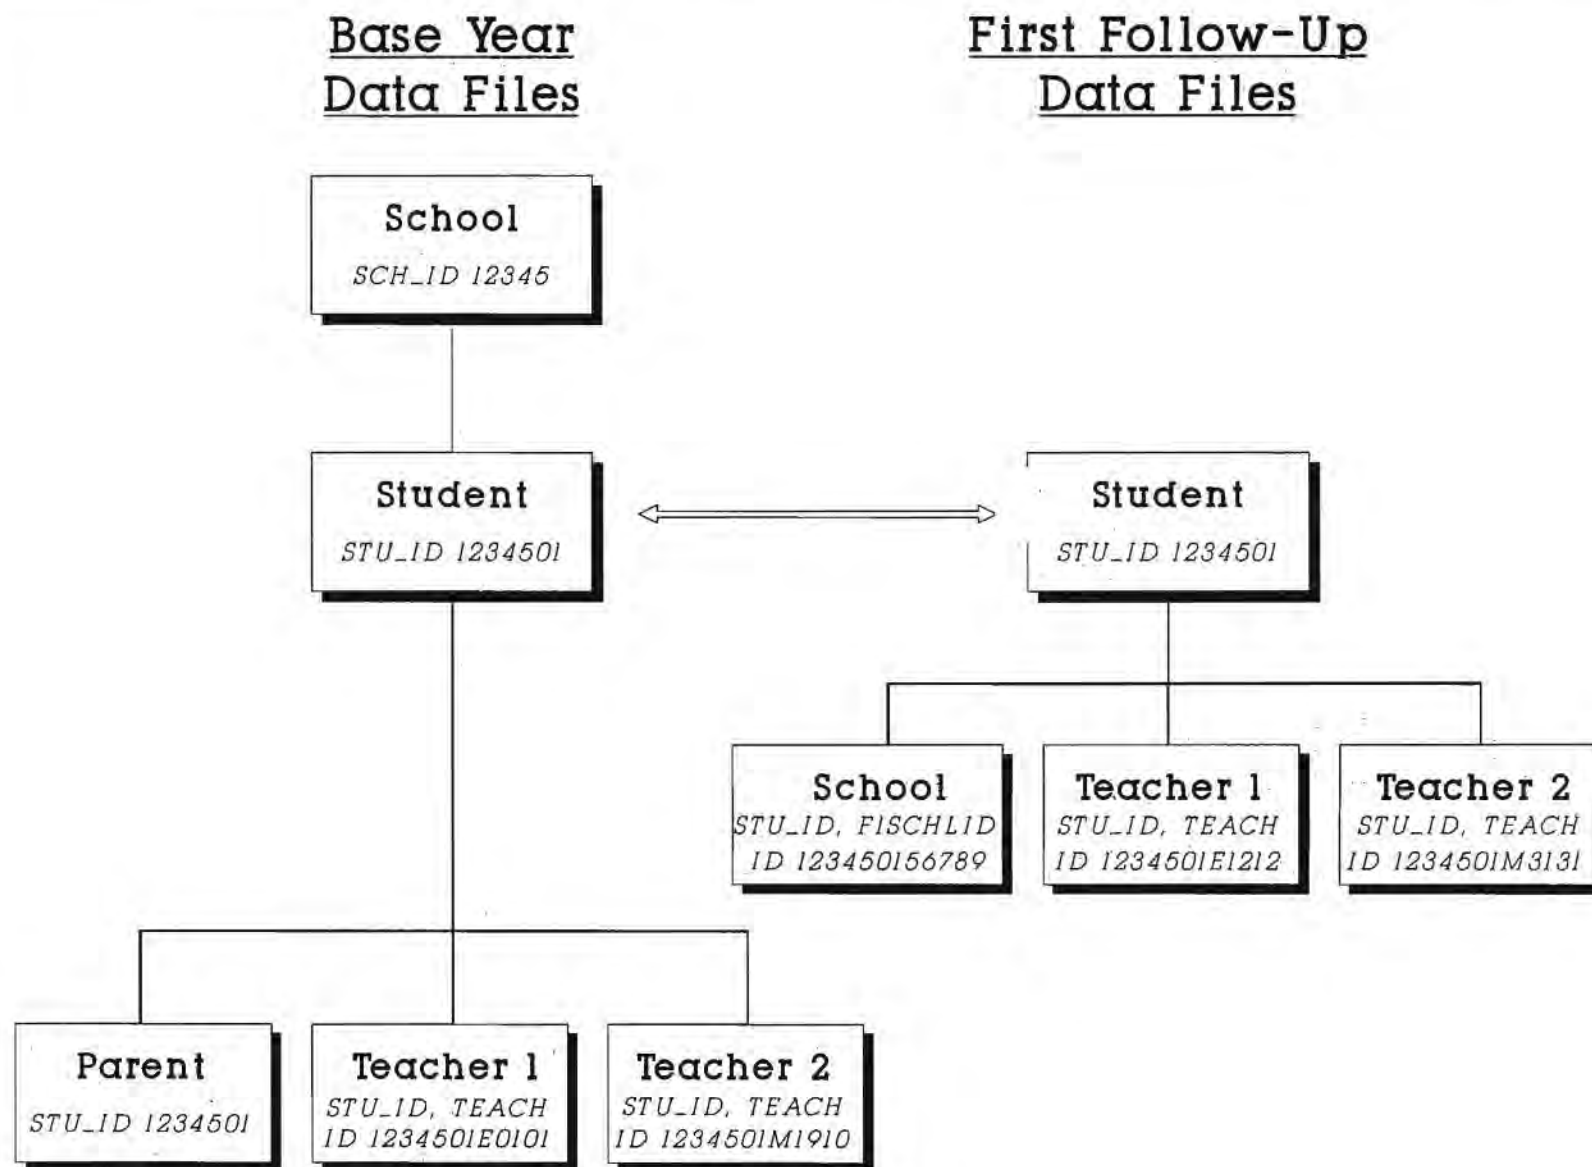 Base Year
Data Files
First Follow-Up
Data Files
School
SCH_ID 12345
Student
STU_ID 1234501
Student
STU_ID 1234501
School
STU_ID, F1SCHLID
ID 123450156789
Teacher 1
STU_ID, TEACH
ID 1234501E1212
Teacher 2
STU_ID, TEACH
ID 1234501M3131
Parent
STU_ID 1234501
Teacher 1
STU_ID, TEACH
ID 1234501E0101
Teacher 2
STU_ID, TEACH
ID 1234501M1910